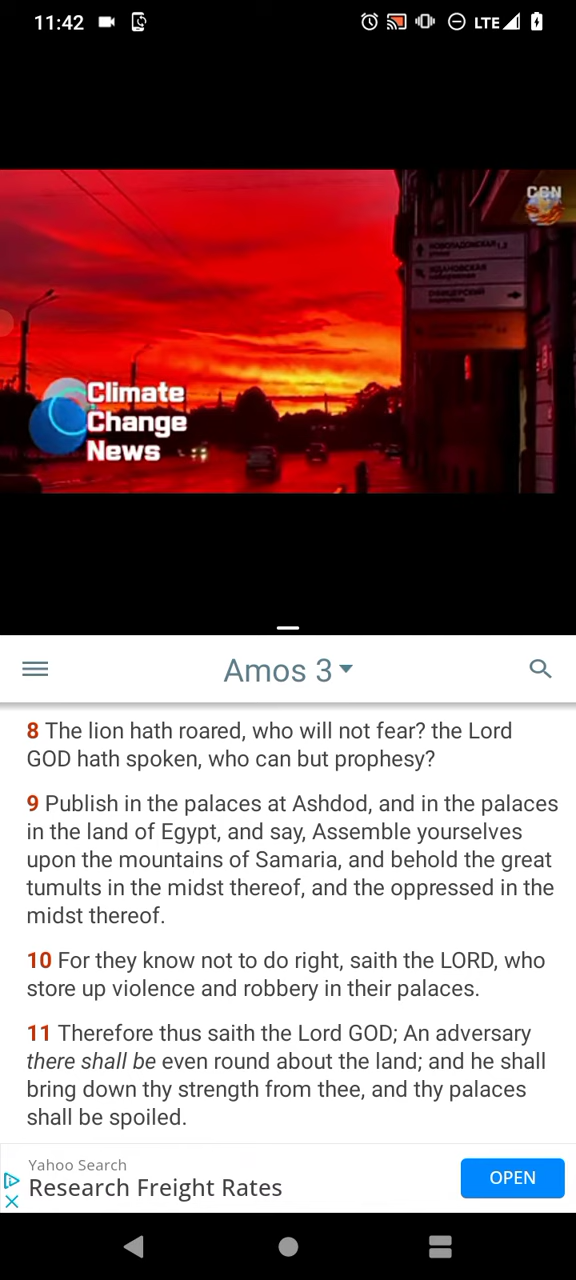 11:42
LTE
CCN
Climate
Change
News
Amos 3
8 The lion hath roared, who will not fear? the Lord
GOD hath spoken, who can but prophesy?
9 Publish in the palaces at Ashdod, and in the palaces
in the land of Egypt, and say, Assemble yourselves
upon the mountains of Samaria, and behold the great
tumults in the midst thereof, and the oppressed in the
midst thereof.
10 For they know not to do right, saith the LORD, who
store up violence and robbery in their palaces.
11 Therefore thus saith the Lord GOD; An adversary
there shall be even round about the land; and he shall
bring down thy strength from thee, and thy palaces
shall be spoiled.
Yahoo Search
Research Freight Rates
OPEN